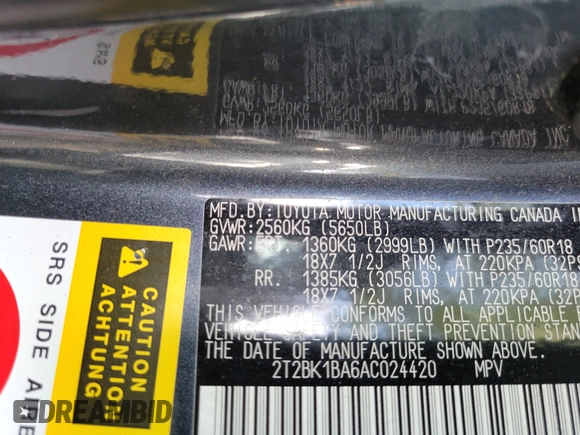 MFD.BY:TOYOTA MOTOR MANUFACTURING CANADA
GVWR:2560KG (5650LB)
GAWR:FRT. 1360KG (2999LB) WITH P235/60R18
18X7 1/2J RIMS, AT 220KPA (32PS
RR. 1385KG (3056LB) WITH P235/60R18
18X7 1/2J RIMS, AT 220KPA (32P
THIS VEHICLE CONFORMS TO ALL APPLICABLE
VEHICLE SAFETY AND THEFT PREVENTION STAN
THE DATE OF MANUFACTURE SHOWN ABOVE.
2T2BK1BA6AC024420 MPV
SRS SIDE AIRB
CAUTION
ATTENTION
ACHTUNG
DREAMBID